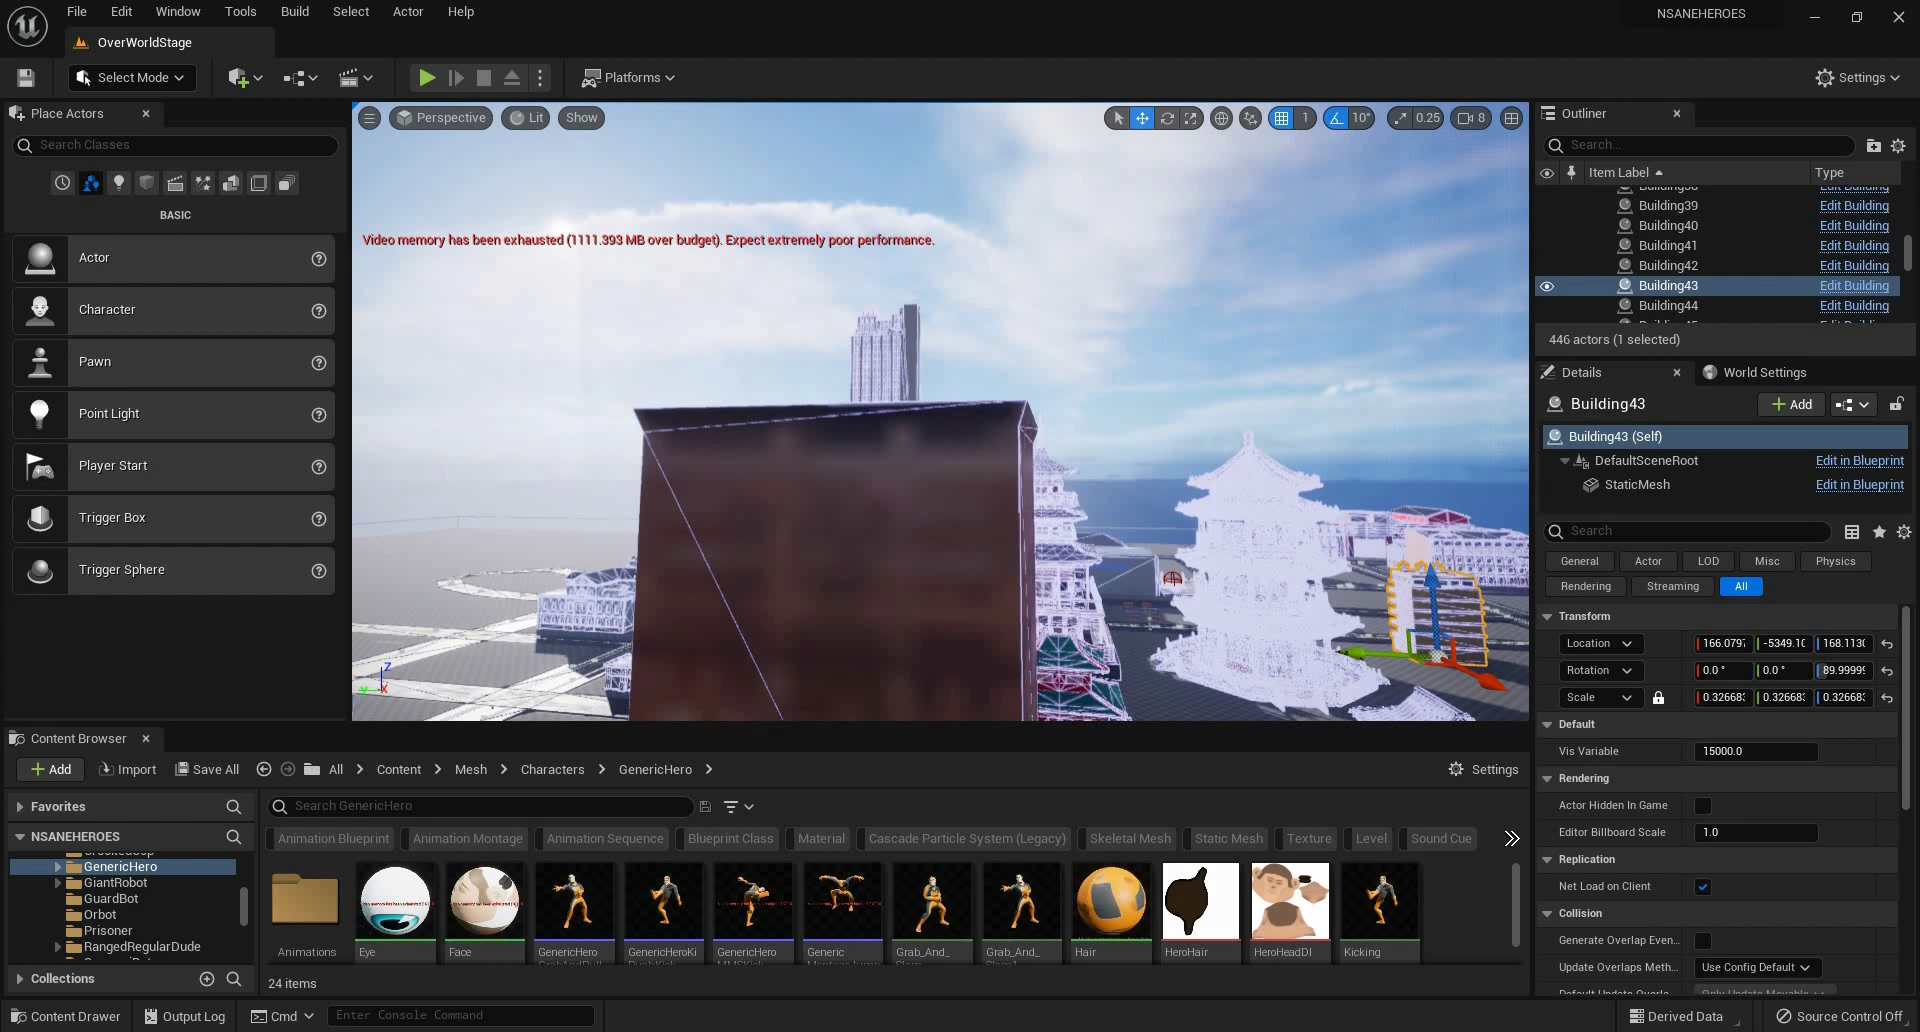 File Edit Window Tools Build Select Actor Help
NSANEHEROES
OverWorldStage
Select Mode
Platforms
Settings
Place Actors
Search Classes
BASIC
Actor
Character
Pawn
Point Light
Player Start
Trigger Box
Trigger Sphere
Perspective Lit Show
1 10° 0.25 8
Video memory has been exhausted (1111.393 MB over budget). Expect extremely poor performance.
Z
Y X
Outliner
Search...
Item Label Type
Building39 Edit Building
Building40 Edit Building
Building41 Edit Building
Building42 Edit Building
Building43 Edit Building
Building44 Edit Building
446 actors (1 selected)
Details World Settings
Building43 Add
Building43 (Self)
DefaultSceneRoot Edit in Blueprint
StaticMesh Edit in Blueprint
Search
General Actor LOD Misc Physics
Rendering Streaming All
Transform
Location 166.079 -5349.10 168.113
Rotation 0.0 ° 0.0 ° 89.9999
Scale 0.32668 0.32668 0.32668
Default
Vis Variable 15000.0
Rendering
Actor Hidden In Game
Editor Billboard Scale 1.0
Replication
Net Load on Client
Collision
Generate Overlap Even...
Update Overlaps Meth... Use Config Default
Content Browser
Add Import Save All All Content Mesh Characters GenericHero Settings
Favorites
Search GenericHero
NSANEHEROES
Animation Blueprint Animation Montage Animation Sequence Blueprint Class Material Cascade Particle System (Legacy) Skeletal Mesh Static Mesh Texture Level Sound Cue
GenericHero
GiantRobot
GuardBot
Orbot
Prisoner
RangedRegularDude
Animations Eye Face GenericHero GenericHeroKi GenericHero Generic Grab_And_ Grab_And_ Hair HeroHair HeroHeadDI Kicking
Collections
24 items
Content Drawer Output Log Cmd Enter Console Command Derived Data Source Control Off